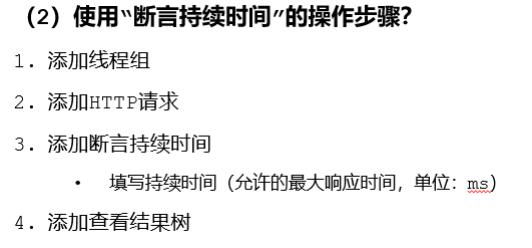 （2）使用“断言持续时间”的操作步骤？
1. 添加线程组
2. 添加HTTP请求
3. 添加断言持续时间
• 填写持续时间（允许的最大响应时间，单位：ms）
4. 添加查看结果树